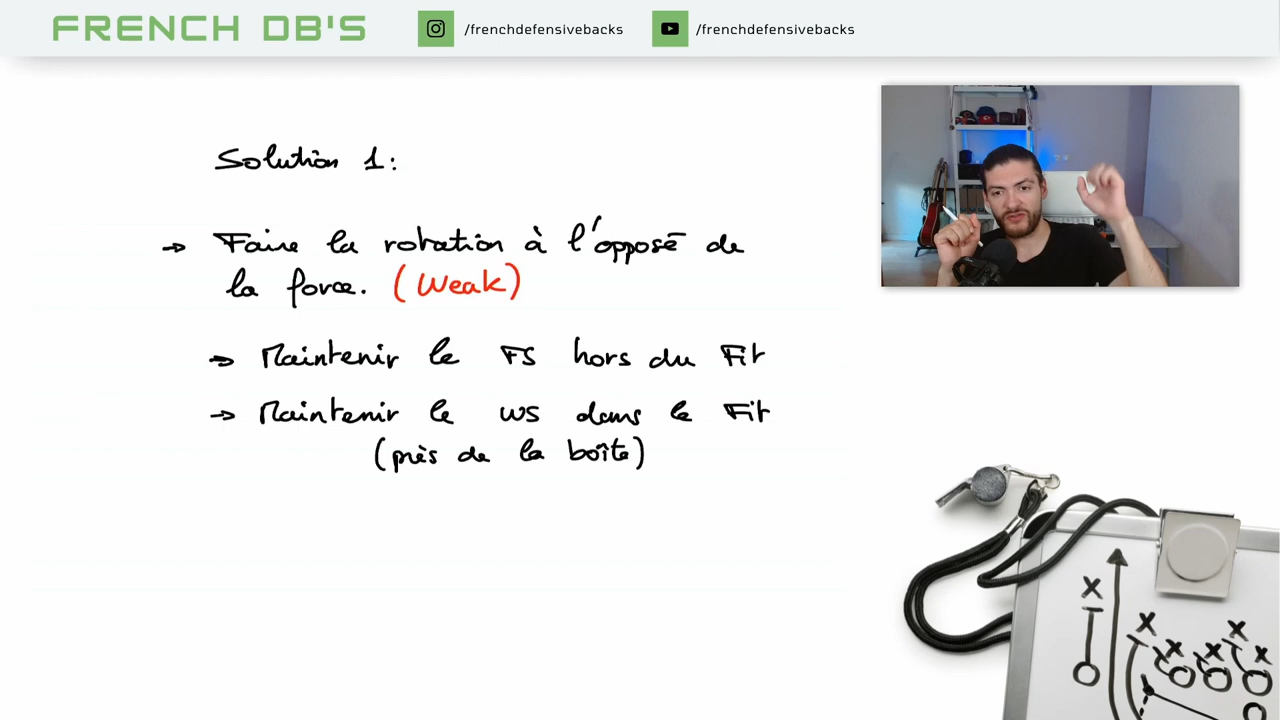 FRENCH DB'S
/frenchdefensivebacks
/frenchdefensivebacks
Solution 1:
→ Faire la rotation à l'opposé de
la force. (Weak)
→ Maintenir le FS hors du Fit
→ Maintenir le WS dans le Fit
(près de la boîte)
X
X
X X X X